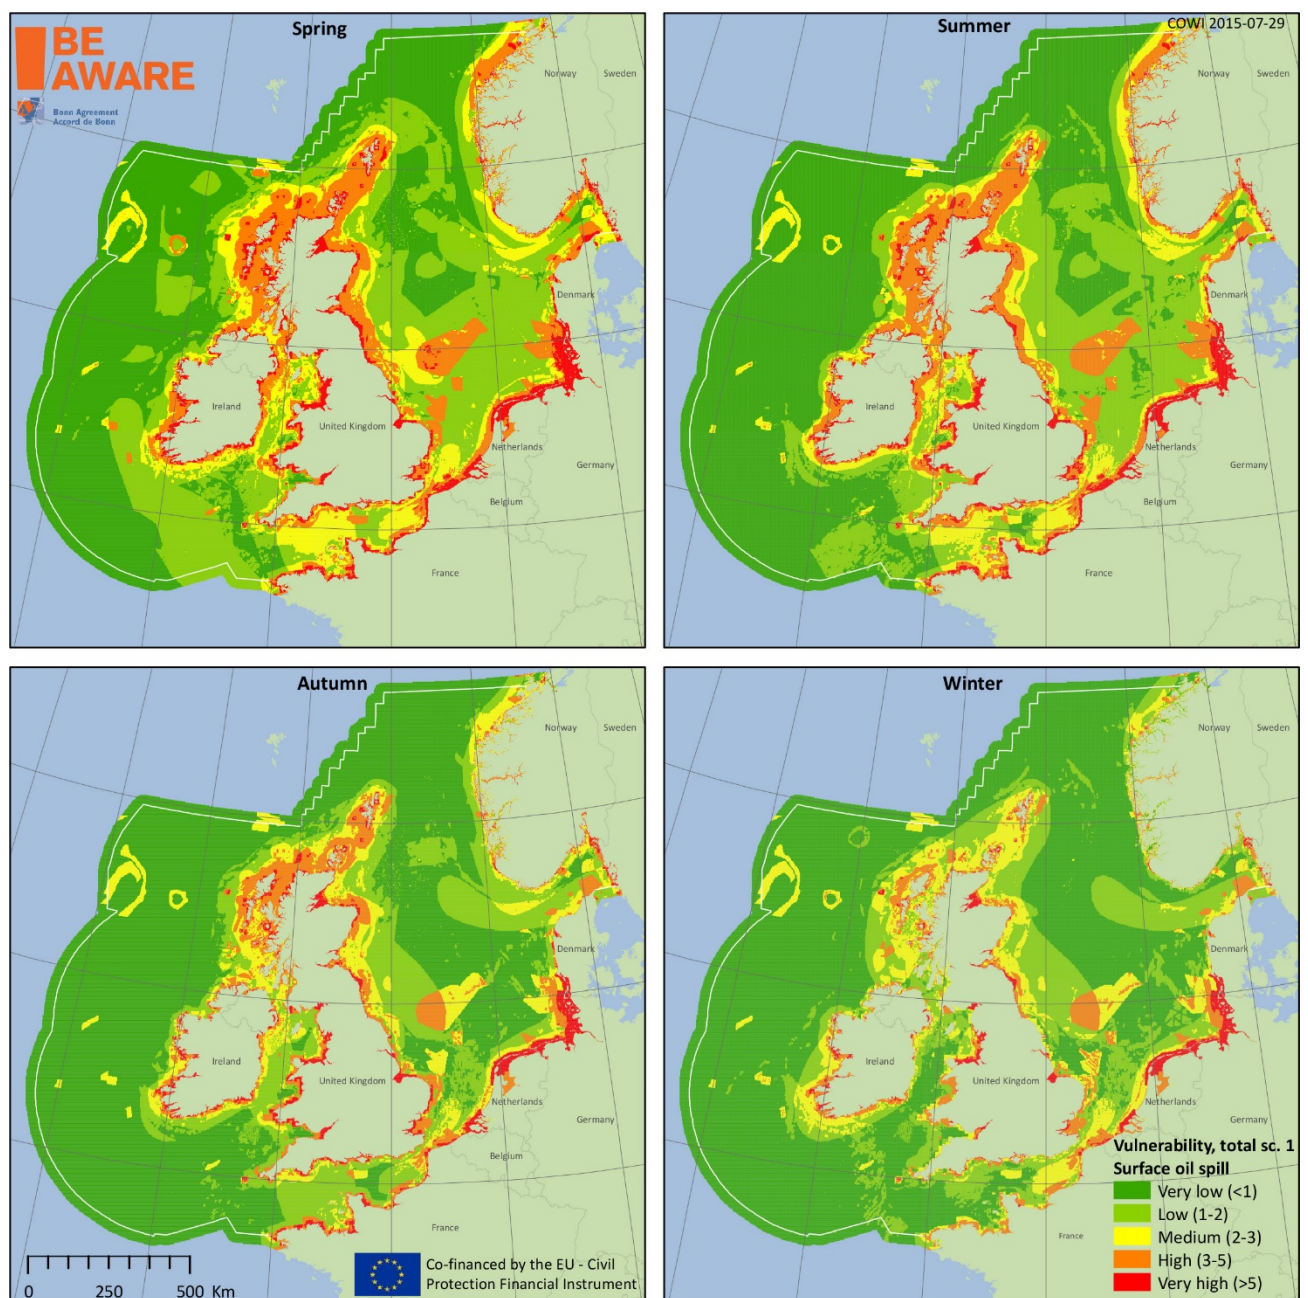 Spring
BE
AWARE
Bonn Agreement
Accord de Bonn
Norway
Sweden
Denmark
Ireland
United Kingdom
Netherlands
Germany
Belgium
France
Summer
COWI 2015-07-29
Norway
Sweden
Denmark
Ireland
United Kingdom
Netherlands
Germany
Belgium
France
Autumn
Norway
Sweden
Denmark
Ireland
United Kingdom
Netherlands
Germany
Belgium
France
0 250 500 Km
Co-financed by the EU - Civil
Protection Financial Instrument
Winter
Norway
Sweden
Denmark
Ireland
United Kingdom
Netherlands
Germany
Belgium
France
Vulnerability, total sc. 1
Surface oil spill
Very low (<1)
Low (1-2)
Medium (2-3)
High (3-5)
Very high (>5)